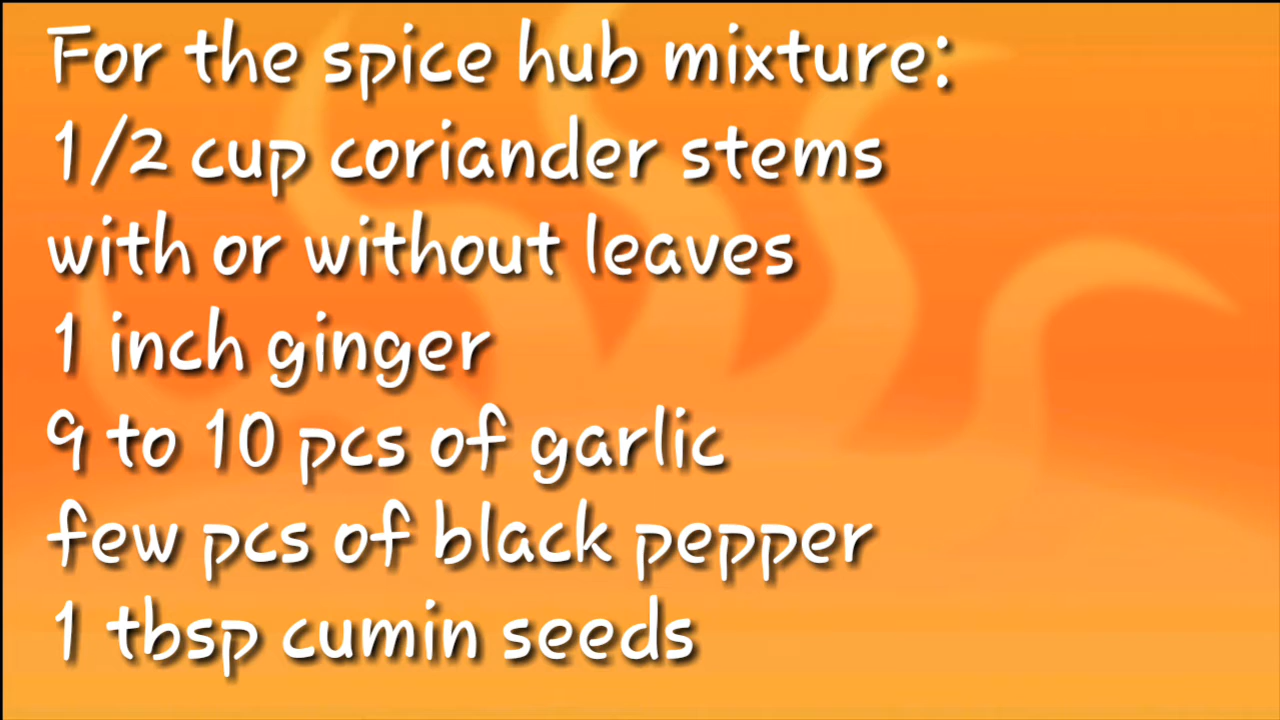 For the spice hub mixture:
1/2 cup coriander stems
with or without leaves
1 inch ginger
9 to 10 pcs of garlic
few pcs of black pepper
1 tbsp cumin seeds